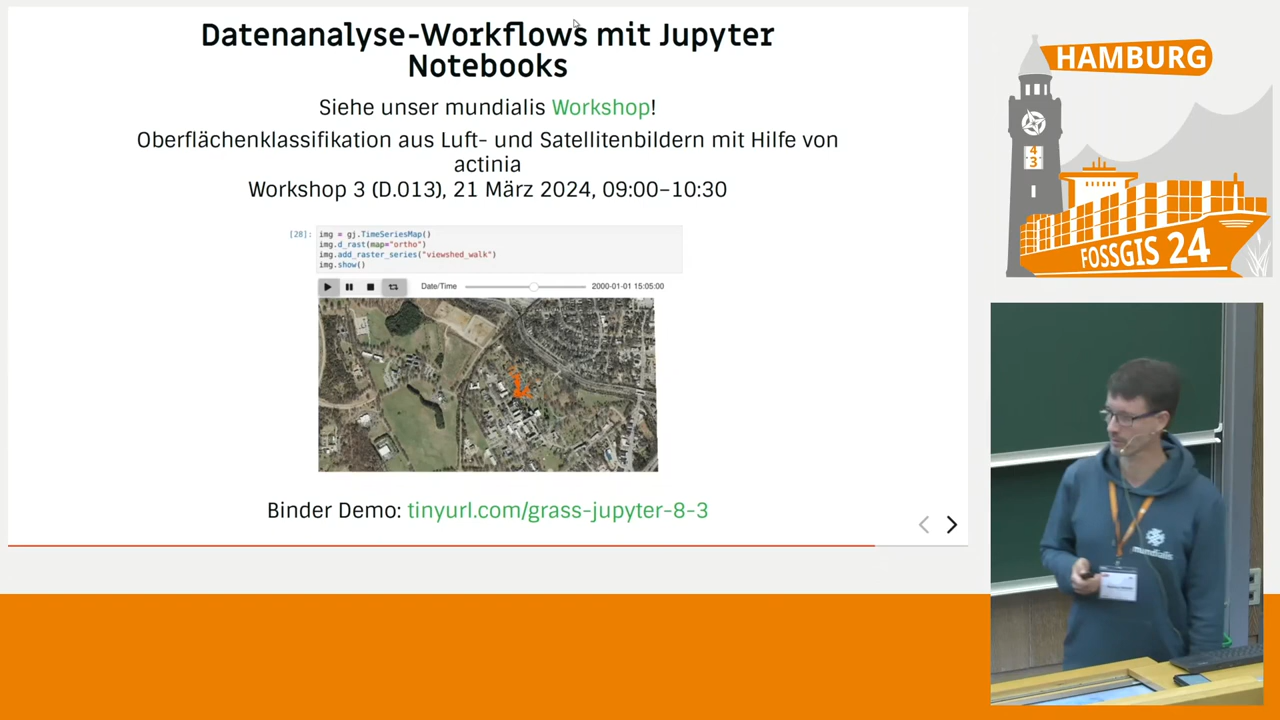 Datenanalyse-Workflows mit Jupyter
Notebooks
Siehe unser mundialis Workshop!
Oberflächenklassifikation aus Luft- und Satellitenbildern mit Hilfe von
actinia
Workshop 3 (D.013), 21 März 2024, 09:00–10:30
[28]: img = gj.TimeSeriesMap()
img.d_rast(map="ortho")
img.add_raster_series("viewshed_walk")
img.show()
Date/Time 2000-01-01 15:05:00
Binder Demo: tinyurl.com/grass-jupyter-8-3
HAMBURG
4
3
FOSSGIS 24
mundialis